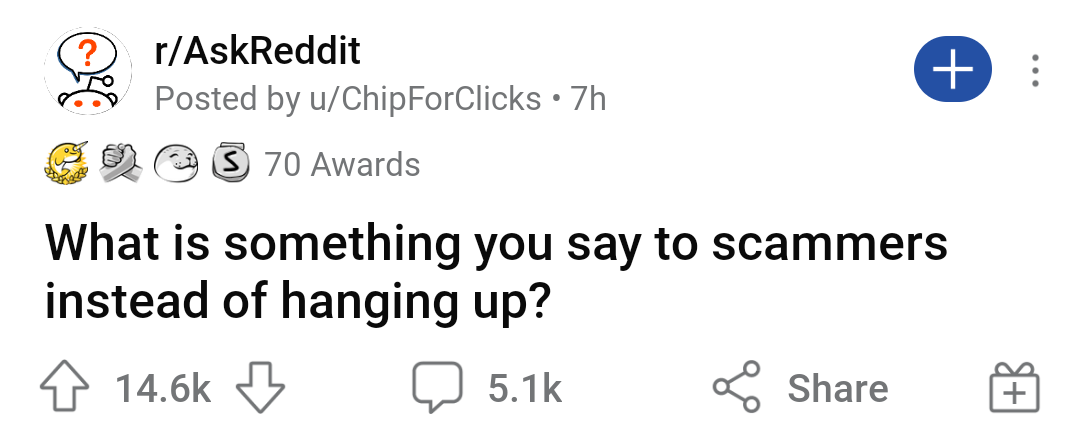 r/AskReddit
Posted by u/ChipForClicks • 7h
70 Awards
What is something you say to scammers
instead of hanging up?
14.6k 5.1k Share